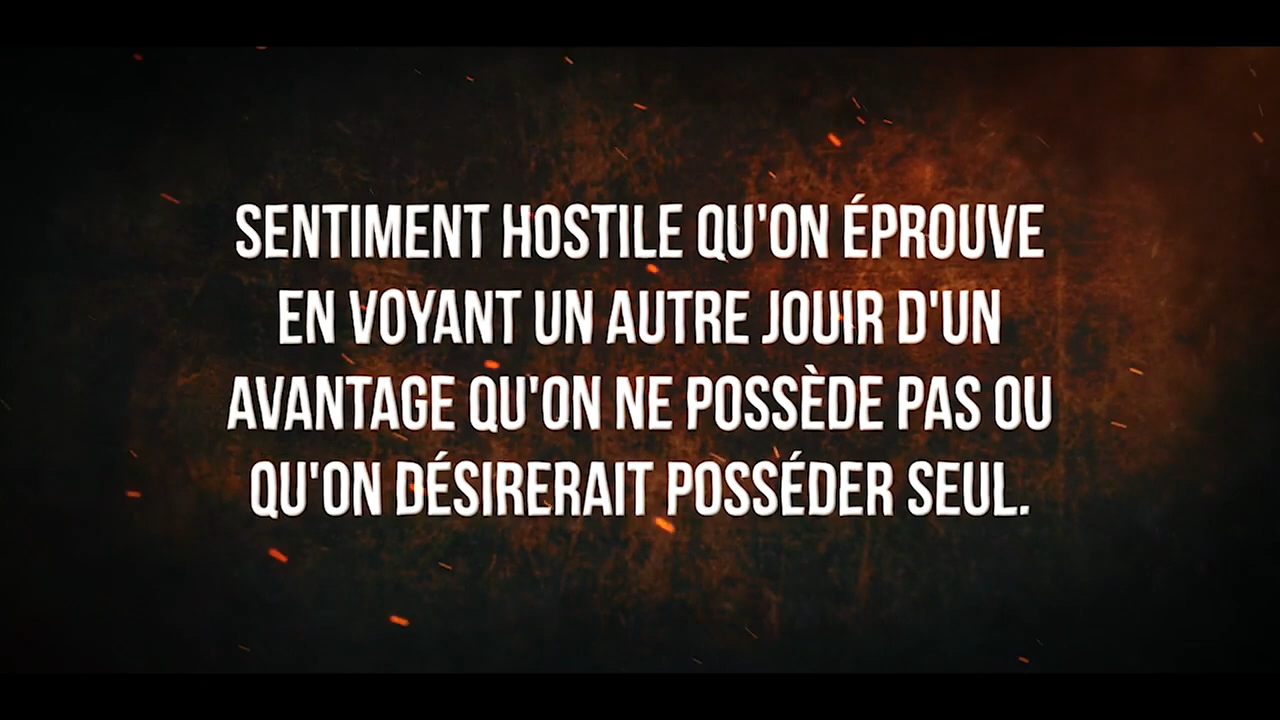 SENTIMENT HOSTILE QU'ON ÉPROUVE
EN VOYANT UN AUTRE JOUIR D'UN
AVANTAGE QU'ON NE POSSÈDE PAS OU
QU'ON DÉSIRERAIT POSSÉDER SEUL.